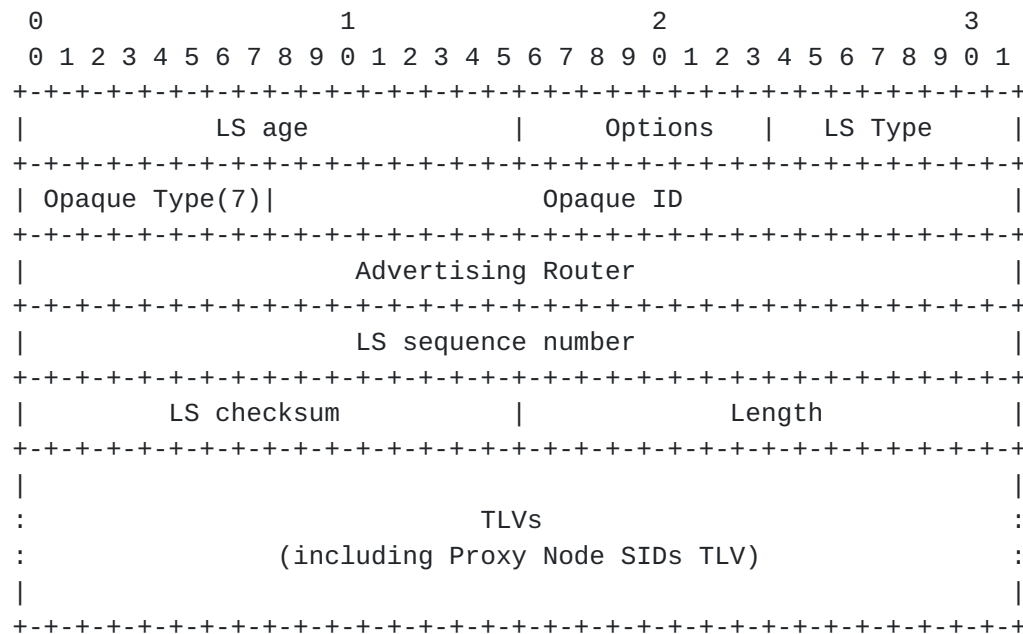 0                   1                   2                   3
 0 1 2 3 4 5 6 7 8 9 0 1 2 3 4 5 6 7 8 9 0 1 2 3 4 5 6 7 8 9 0 1
+-+-+-+-+-+-+-+-+-+-+-+-+-+-+-+-+-+-+-+-+-+-+-+-+-+-+-+-+-+-+-+-+
|            LS age             |     Options   |   LS Type     |
+-+-+-+-+-+-+-+-+-+-+-+-+-+-+-+-+-+-+-+-+-+-+-+-+-+-+-+-+-+-+-+-+
| Opaque Type(7)|                 Opaque ID                     |
+-+-+-+-+-+-+-+-+-+-+-+-+-+-+-+-+-+-+-+-+-+-+-+-+-+-+-+-+-+-+-+-+
|                     Advertising Router                        |
+-+-+-+-+-+-+-+-+-+-+-+-+-+-+-+-+-+-+-+-+-+-+-+-+-+-+-+-+-+-+-+-+
|                     LS sequence number                        |
+-+-+-+-+-+-+-+-+-+-+-+-+-+-+-+-+-+-+-+-+-+-+-+-+-+-+-+-+-+-+-+-+
|         LS checksum           |             Length            |
+-+-+-+-+-+-+-+-+-+-+-+-+-+-+-+-+-+-+-+-+-+-+-+-+-+-+-+-+-+-+-+-+
|                                                               |
:                             TLVs                              :
:                (including Proxy Node SIDs TLV)                :
|                                                               |
+-+-+-+-+-+-+-+-+-+-+-+-+-+-+-+-+-+-+-+-+-+-+-+-+-+-+-+-+-+-+-+-+